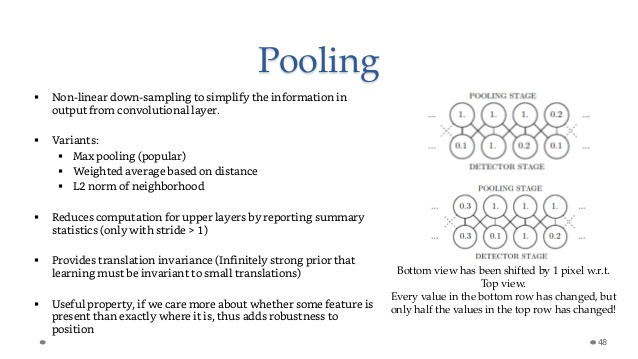 Pooling
▪ Non-linear down-sampling to simplify the information in
output from convolutional layer.
▪ Variants:
▪ Max pooling (popular)
▪ Weighted average based on distance
▪ L2 norm of neighborhood
▪ Reduces computation for upper layers by reporting summary
statistics (only with stride > 1)
▪ Provides translation invariance (Infinitely strong prior that
learning must be invariant to small translations)
▪ Useful property, if we care more about whether some feature is
present than exactly where it is, thus adds robustness to
position
POOLING STAGE
... 1. 1. 1. 0.2 ...
... 0.1 1. 0.2 0.1 ...
DETECTOR STAGE
POOLING STAGE
... 0.3 1. 1. 1. ...
... 0.3 0.1 1. 0.2 ...
DETECTOR STAGE
Bottom view has been shifted by 1 pixel w.r.t.
Top view.
Every value in the bottom row has changed, but
only half the values in the top row has changed!
48